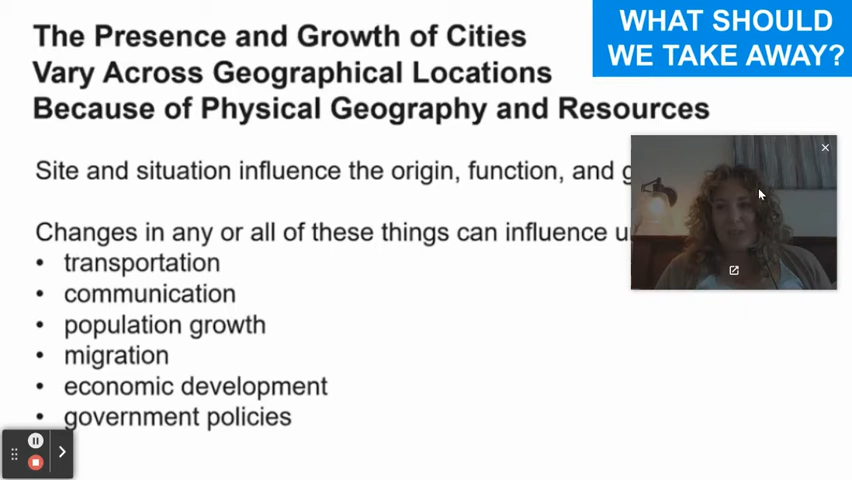 The Presence and Growth of Cities
Vary Across Geographical Locations
Because of Physical Geography and Resources
WHAT SHOULD
WE TAKE AWAY?
Site and situation influence the origin, function, and
Changes in any or all of these things can influence
• transportation
• communication
• population growth
• migration
• economic development
• government policies